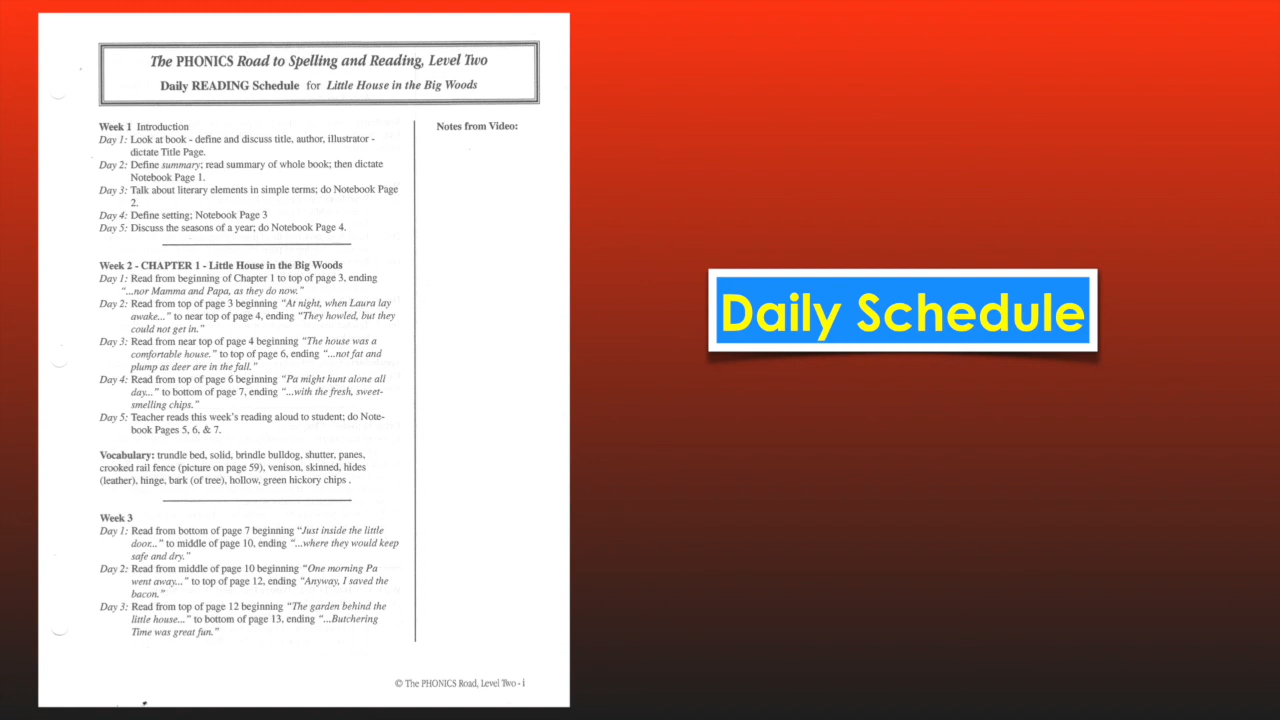 The PHONICS Road to Spelling and Reading, Level Two
Daily READING Schedule for Little House in the Big Woods
Week 1 Introduction
Day 1: Look at book - define and discuss title, author, illustrator -
dictate Title Page.
Day 2: Define summary; read summary of whole book; then dictate
Notebook Page 1.
Day 3: Talk about literary elements in simple terms; do Notebook Page
2.
Day 4: Define setting; Notebook Page 3
Day 5: Discuss the seasons of a year; do Notebook Page 4.
Week 2 - CHAPTER 1 - Little House in the Big Woods
Day 1: Read from beginning of Chapter 1 to top of page 3, ending
"...nor Mamma and Papa, as they do now."
Day 2: Read from top of page 3 beginning "At night, when Laura lay
awake..." to near top of page 4, ending "They howled, but they
could not get in."
Day 3: Read from near top of page 4 beginning "The house was a
comfortable house." to top of page 6, ending "...not fat and
plump as deer are in the fall."
Day 4: Read from top of page 6 beginning "Pa might hunt alone all
day..." to bottom of page 7, ending "...with the fresh, sweet-
smelling chips."
Day 5: Teacher reads this week's reading aloud to student; do Note-
book Pages 5, 6, & 7.
Vocabulary: trundle bed, solid, brindle bulldog, shutter, panes,
crooked rail fence (picture on page 59), venison, skinned, hides
(leather), hinge, bark (of tree), hollow, green hickory chips .
Week 3
Day 1: Read from bottom of page 7 beginning "Just inside the little
door..." to middle of page 10, ending "...where they would keep
safe and dry."
Day 2: Read from middle of page 10 beginning "One morning Pa
went away..." to top of page 12, ending "Anyway, I saved the
bacon."
Day 3: Read from top of page 12 beginning "The garden behind the
little house..." to bottom of page 13, ending "...Butchering
Time was great fun."
Notes from Video:
© The PHONICS Road, Level Two - i
Daily Schedule